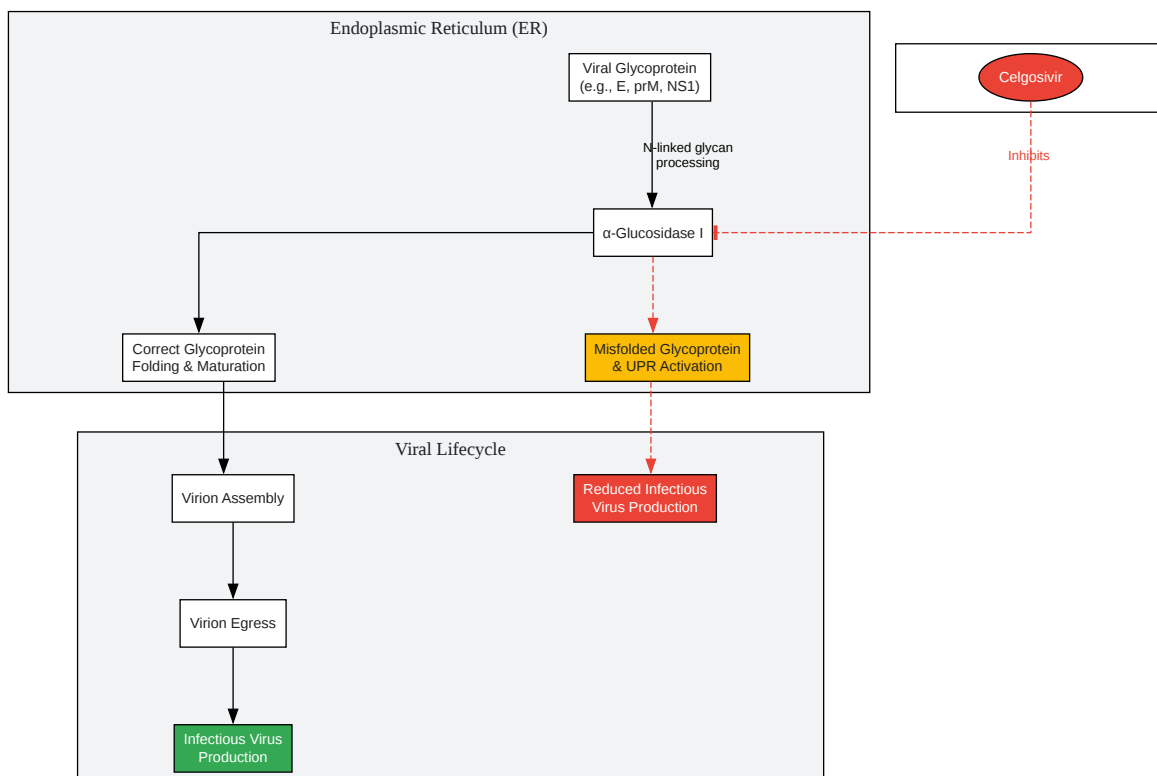 Endoplasmic Reticulum (ER)
Viral Glycoprotein
(e.g., E, prM, NS1)
Celgosivir
N-linked glycan
processing
Inhibits
α-Glucosidase I
Correct Glycoprotein
Folding & Maturation
Misfolded Glycoprotein
& UPR Activation
Viral Lifecycle
Virion Assembly
Reduced Infectious
Virus Production
Virion Egress
Infectious Virus
Production